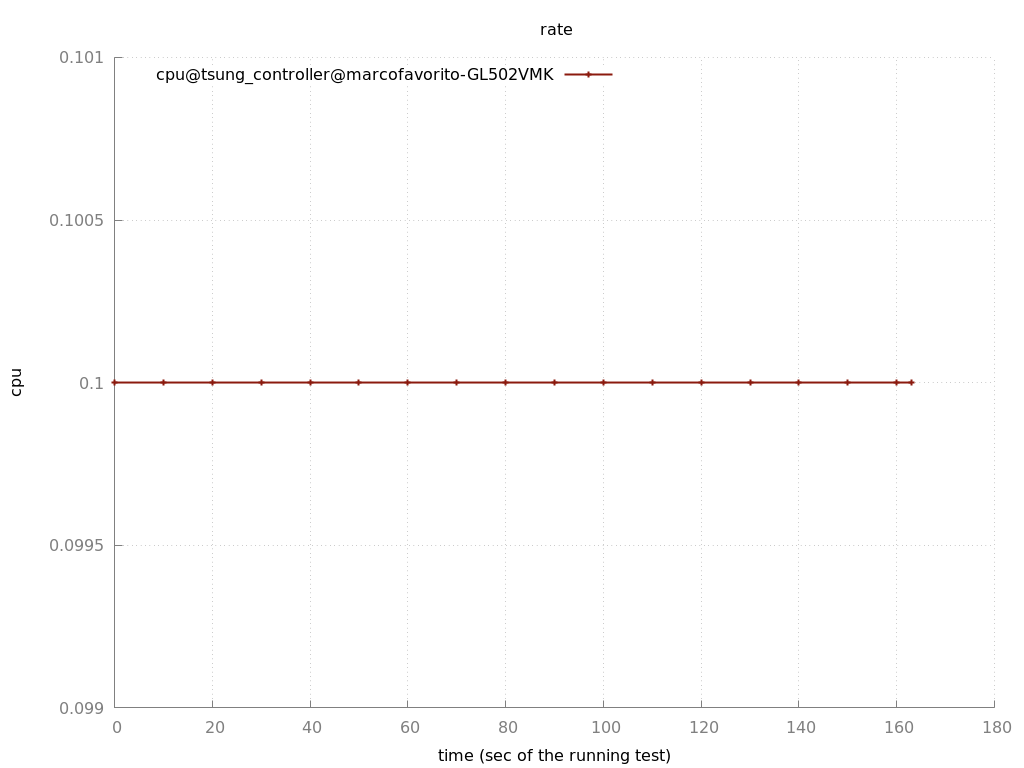 rate
0.101
cpu@tsung_controller@marcofavorito-GL502VMK
0.1005
cpu
0.1
0.0995
0.099
0 20 40 60 80 100 120 140 160 180
time (sec of the running test)